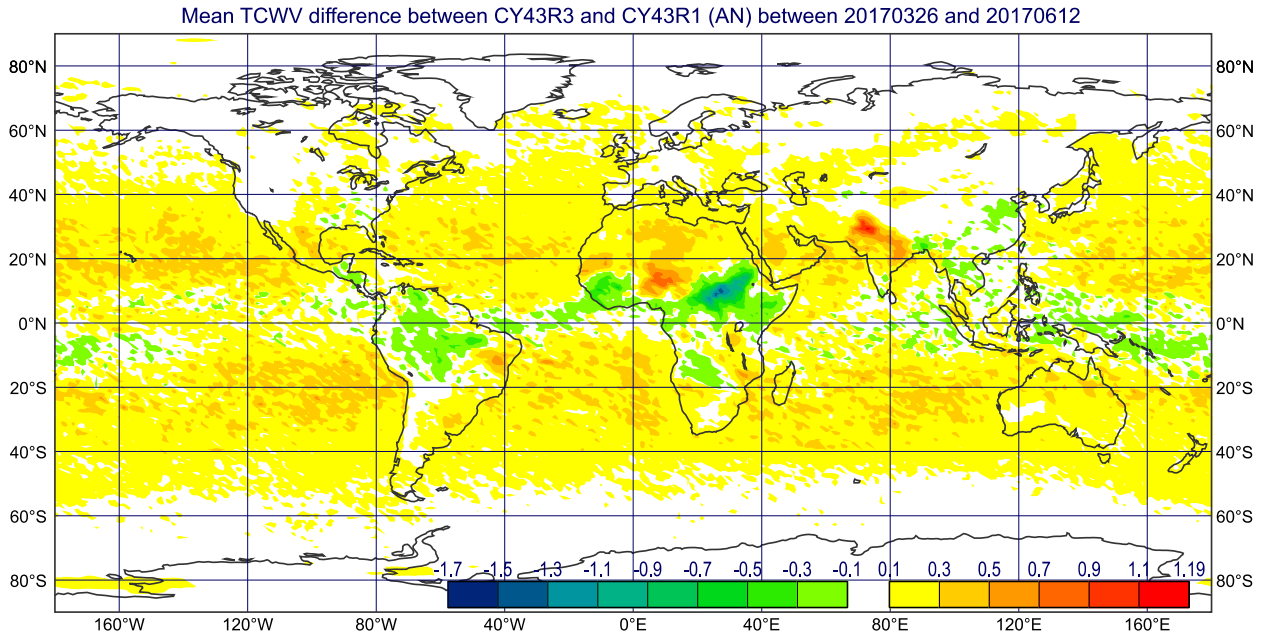 Mean TCWV difference between CY43R3 and CY43R1 (AN) between 20170326 and 20170612
80°N 80°N
60°N 60°N
40°N 40°N
20°N 20°N
0°N 0°N
20°S 20°S
40°S 40°S
60°S 60°S
-1.7 -1.5 -1.3 -1.1 -0.9 -0.7 -0.5 -0.3 -0.1 0.1 0.3 0.5 0.7 0.9 1.1 1.19
80°S 80°S
160°W 120°W 80°W 40°W 0°E 40°E 80°E 120°E 160°E